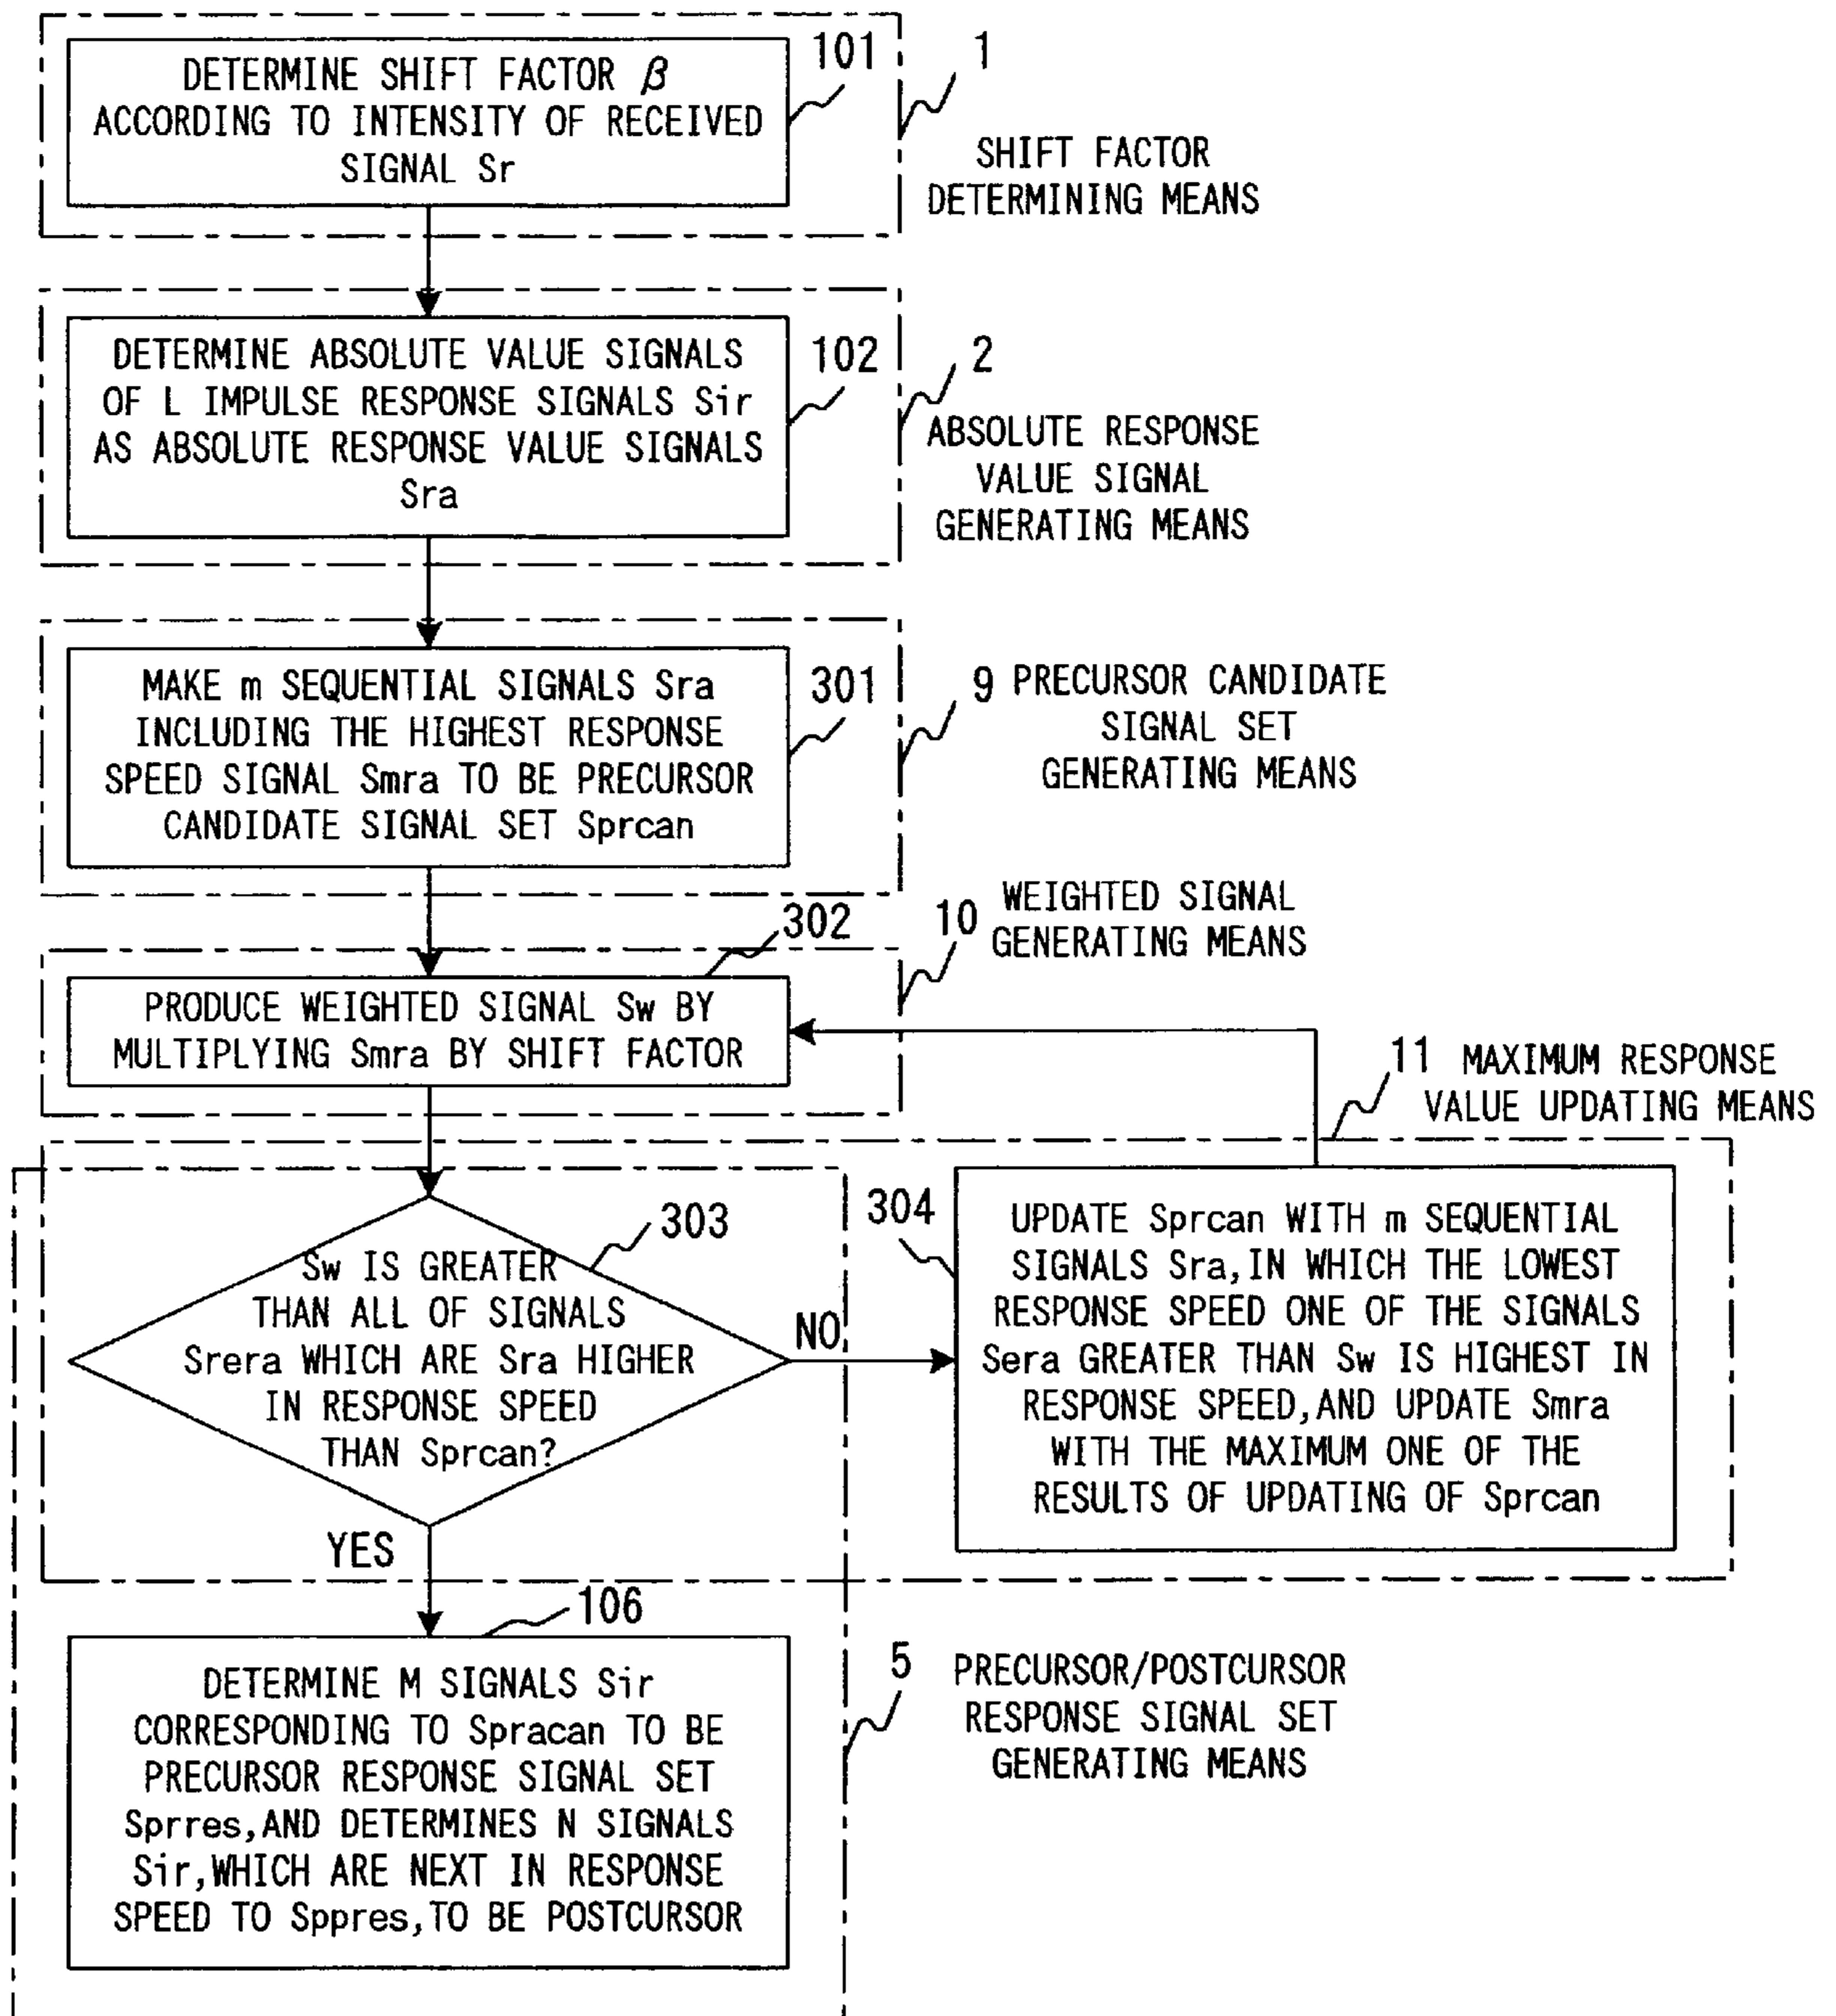 DETERMINE SHIFT FACTOR β
ACCORDING TO INTENSITY OF RECEIVED
SIGNAL Sr
101
1
SHIFT FACTOR
DETERMINING MEANS
DETERMINE ABSOLUTE VALUE SIGNALS
OF L IMPULSE RESPONSE SIGNALS Sir
AS ABSOLUTE RESPONSE VALUE SIGNALS
Sra
102
2
ABSOLUTE RESPONSE
VALUE SIGNAL
GENERATING MEANS
MAKE m SEQUENTIAL SIGNALS Sra
INCLUDING THE HIGHEST RESPONSE
SPEED SIGNAL Smra TO BE PRECURSOR
CANDIDATE SIGNAL SET Sprcan
301
9 PRECURSOR CANDIDATE
SIGNAL SET
GENERATING MEANS
302
10 WEIGHTED SIGNAL
GENERATING MEANS
PRODUCE WEIGHTED SIGNAL Sw BY
MULTIPLYING Smra BY SHIFT FACTOR
11 MAXIMUM RESPONSE
VALUE UPDATING MEANS
303
Sw IS GREATER
THAN ALL OF SIGNALS
Srera WHICH ARE Sra HIGHER
IN RESPONSE SPEED
THAN Sprcan?
NO
YES
304
UPDATE Sprcan WITH m SEQUENTIAL
SIGNALS Sra,IN WHICH THE LOWEST
RESPONSE SPEED ONE OF THE SIGNALS
Sera GREATER THAN Sw IS HIGHEST IN
RESPONSE SPEED,AND UPDATE Smra
WITH THE MAXIMUM ONE OF THE
RESULTS OF UPDATING OF Sprcan
106
DETERMINE M SIGNALS Sir
CORRESPONDING TO Spracan TO BE
PRECURSOR RESPONSE SIGNAL SET
Sprres,AND DETERMINES N SIGNALS
Sir,WHICH ARE NEXT IN RESPONSE
SPEED TO Sppres,TO BE POSTCURSOR
5 PRECURSOR/POSTCURSOR
RESPONSE SIGNAL SET
GENERATING MEANS